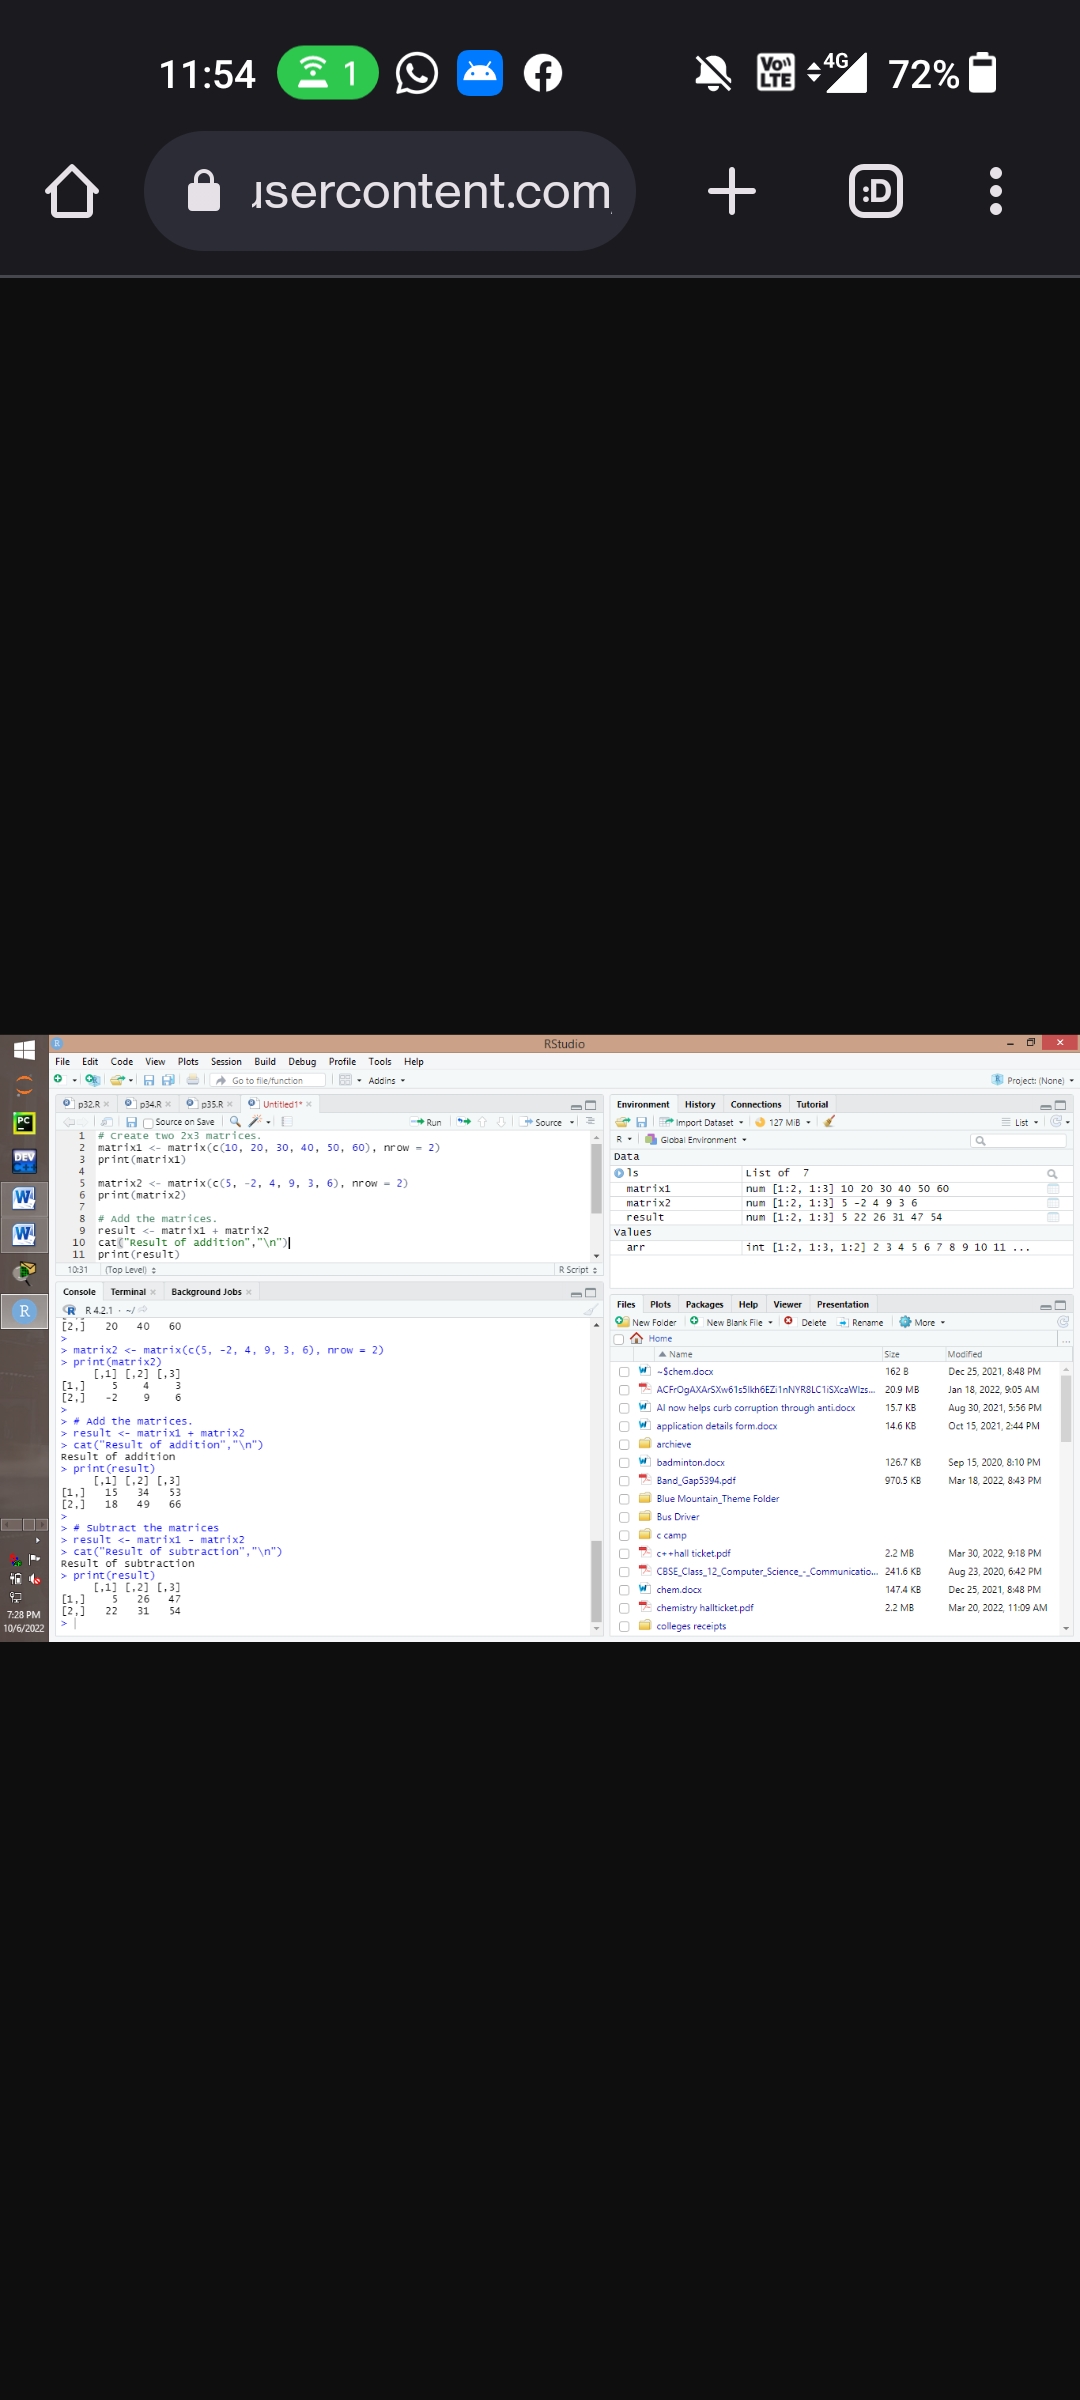 11:54 1 VoLTE 4G 72%
usercontent.com :D
RStudio
File Edit Code View Plots Session Build Debug Profile Tools Help
Go to file/function Addins Project: (None)
p32.R p34.R p35.R Untitled1*
Source on Save Run Source
1 # Create two 2x3 matrices.
2 matrix1 <- matrix(c(10, 20, 30, 40, 50, 60), nrow = 2)
3 print(matrix1)
4
5 matrix2 <- matrix(c(5, -2, 4, 9, 3, 6), nrow = 2)
6 print(matrix2)
7
8 # Add the matrices.
9 result <- matrix1 + matrix2
10 cat("Result of addition","\n")
11 print(result)
10:31 (Top Level) R Script
Console Terminal Background Jobs
R 4.2.1 · ~/
[2,] 20 40 60
>
> matrix2 <- matrix(c(5, -2, 4, 9, 3, 6), nrow = 2)
> print(matrix2)
[,1] [,2] [,3]
[1,] 5 4 3
[2,] -2 9 6
>
> # Add the matrices.
> result <- matrix1 + matrix2
> cat("Result of addition","\n")
Result of addition
> print(result)
[,1] [,2] [,3]
[1,] 15 34 53
[2,] 18 49 66
>
> # Subtract the matrices
> result <- matrix1 - matrix2
> cat("Result of subtraction","\n")
Result of subtraction
> print(result)
[,1] [,2] [,3]
[1,] 5 26 47
[2,] 22 31 54
>
Environment History Connections Tutorial
Import Dataset 127 MiB List
R Global Environment
Data
ls List of 7
matrix1 num [1:2, 1:3] 10 20 30 40 50 60
matrix2 num [1:2, 1:3] 5 -2 4 9 3 6
result num [1:2, 1:3] 5 22 26 31 47 54
Values
arr int [1:2, 1:3, 1:2] 2 3 4 5 6 7 8 9 10 11 ...
Files Plots Packages Help Viewer Presentation
New Folder New Blank File Delete Rename More
Home
Name Size Modified
~$chem.docx 162 B Dec 25, 2021, 8:48 PM
20.9 MB Jan 18, 2022, 9:05 AM
AI now helps curb corruption through anti.docx 15.7 KB Aug 30, 2021, 5:56 PM
application details form.docx 14.6 KB Oct 15, 2021, 2:44 PM
archieve
badminton.docx 126.7 KB Sep 15, 2020, 8:10 PM
Band_Gap5394.pdf 970.5 KB Mar 18, 2022, 8:43 PM
Blue Mountain_Theme Folder
Bus Driver
c camp
c++hall ticket.pdf 2.2 MB Mar 30, 2022, 9:18 PM
CBSE_Class_12_Computer_Science_-_Communicatio... 241.6 KB Aug 23, 2020, 6:42 PM
chem.docx 147.4 KB Dec 25, 2021, 8:48 PM
chemistry hallticket.pdf 2.2 MB Mar 20, 2022, 11:09 AM
colleges receipts
PC
DEV
C++
W
W
R
7:28 PM
10/6/2022